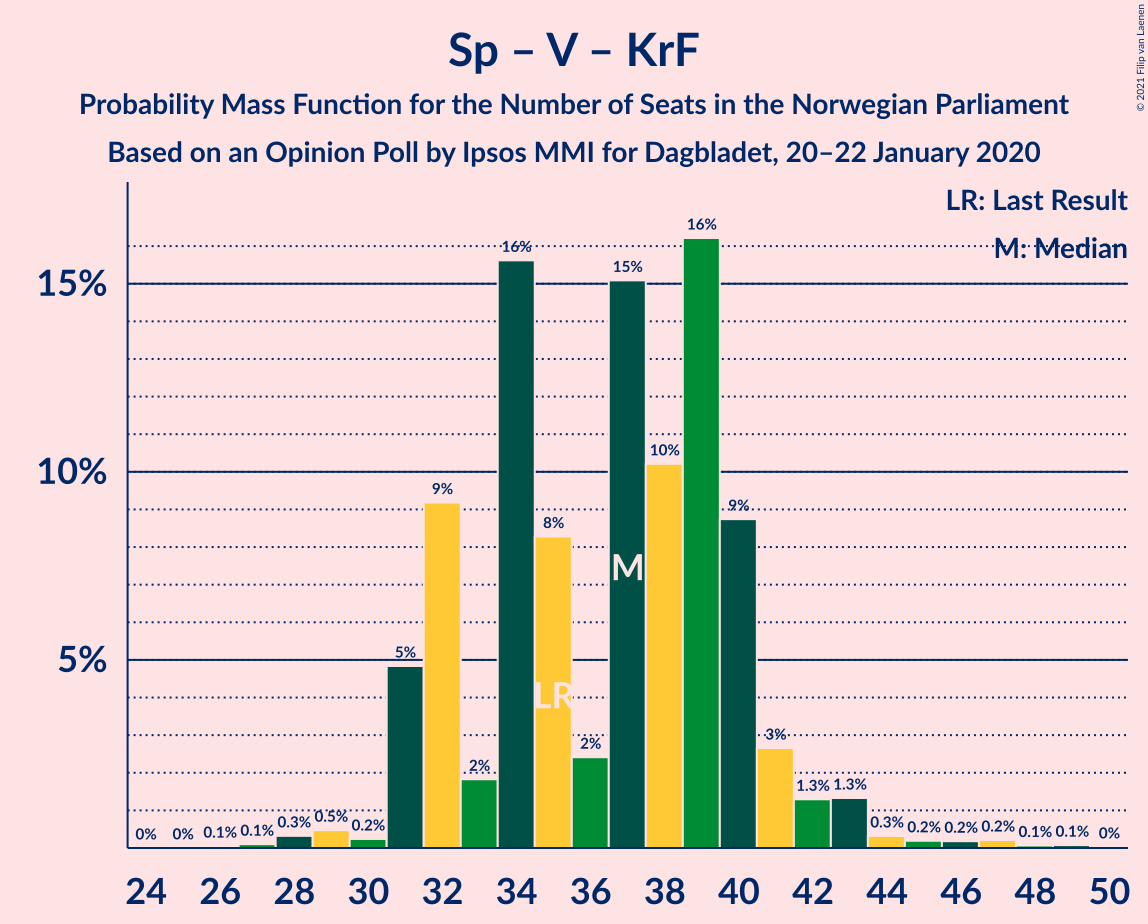 Sp – V – KrF
Probability Mass Function for the Number of Seats in the Norwegian Parliament
Based on an Opinion Poll by Ipsos MMI for Dagbladet, 20–22 January 2020
© 2021 Filip van Laenen
LR: Last Result
M: Median
15%
10%
5%
0% 0% 0.1% 0.1% 0.3% 0.5% 0.2% 5% 9% 2% 16% 8% 2% 15% 10% 16% 9% 3% 1.3% 1.3% 0.3% 0.2% 0.2% 0.2% 0.1% 0.1% 0%
M
LR
24 26 28 30 32 34 36 38 40 42 44 46 48 50